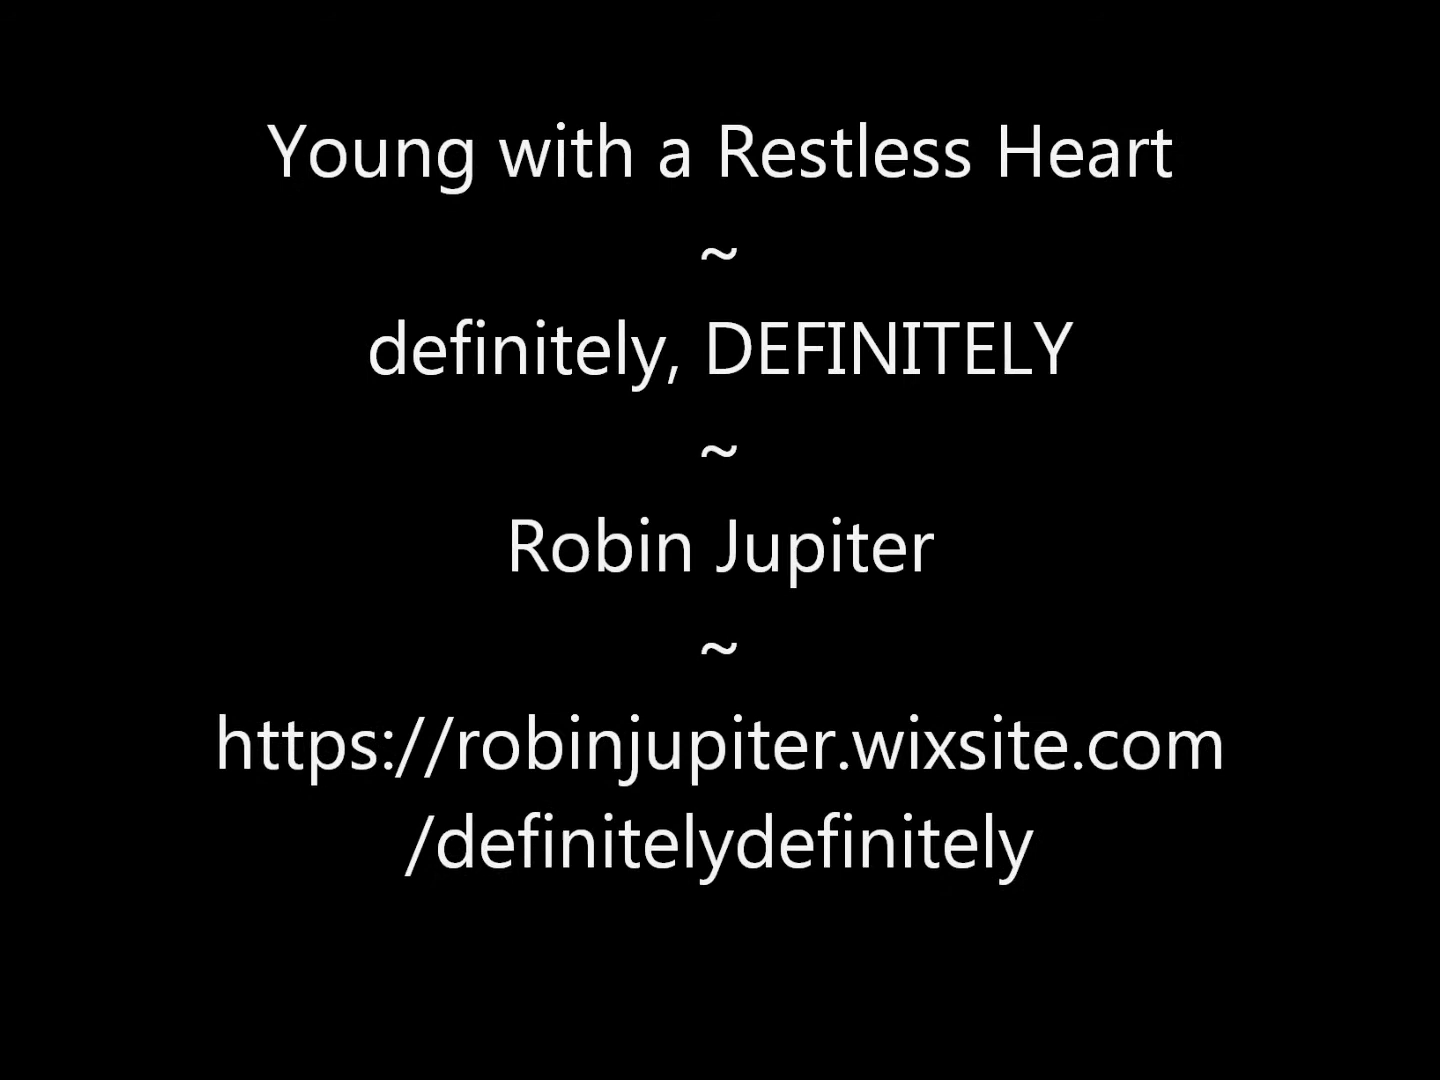 Young with a Restless Heart
~
definitely, DEFINITELY
~
Robin Jupiter
~
https://robinjupiter.wixsite.com
/definitelydefinitely